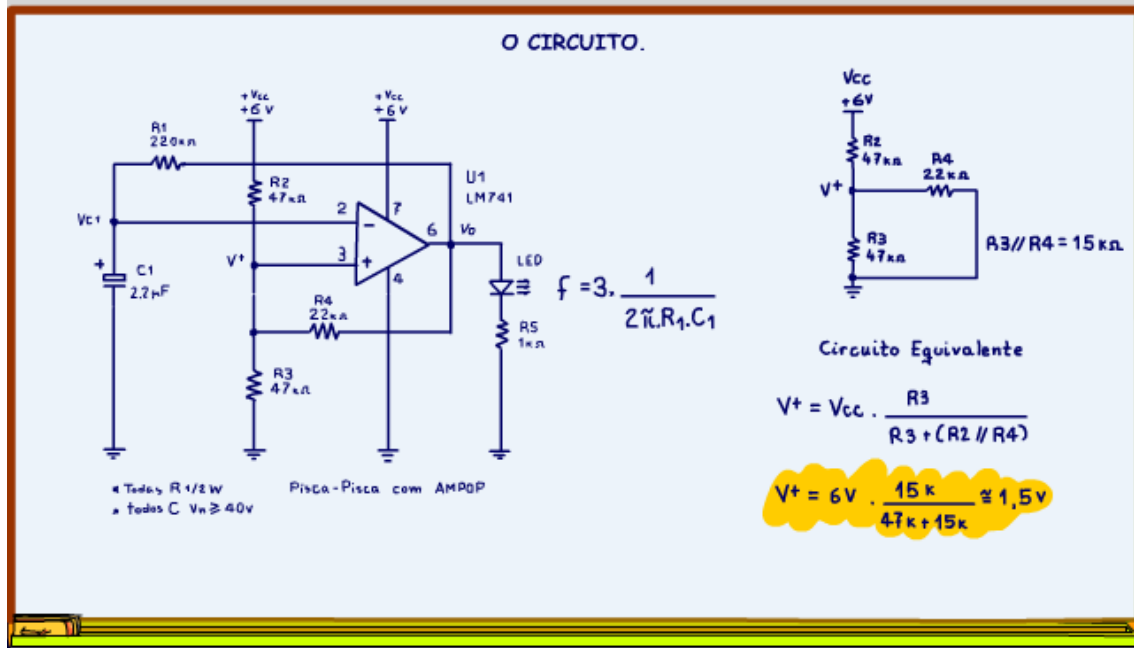 O CIRCUITO.
+Vcc
+6V
+Vcc
+6V
R1
220KΩ
R2
47KΩ
U1
LM741
2
7
-
6
Vo
Vc1
V+
3
+
4
+
C1
2.2µF
R4
22KΩ
LED
R5
1KΩ
R3
47KΩ
f = 3. 1
2π.R1.C1
* Todas R 1/2W
* todos C Vn ≥ 40V
Pisca-Pisca com AMPOP
Vcc
+6V
R2
47KΩ
R4
22KΩ
V+
R3
47KΩ
R3//R4 = 15KΩ
Circuito Equivalente
V+ = Vcc . R3
R3 + (R2 // R4)
V+ = 6V . 15K ≅ 1,5V
47K + 15K